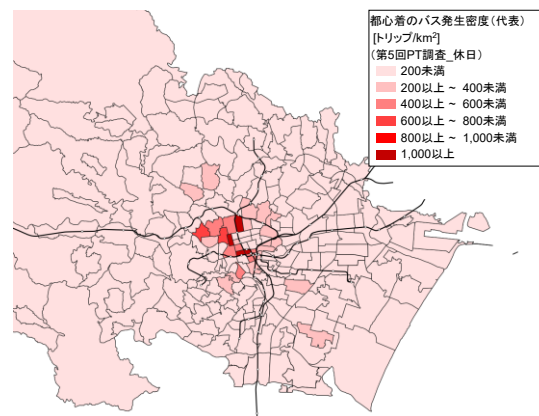 都心着のバス発生密度(代表)
[トリップ/km²]
(第5回PT調査_休日)
200未満
200以上 ~ 400未満
400以上 ~ 600未満
600以上 ~ 800未満
800以上 ~ 1,000未満
1,000以上